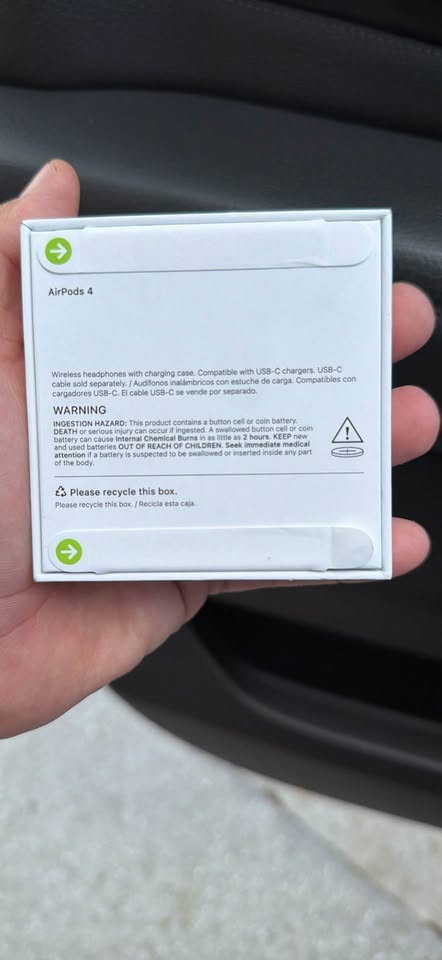 AirPods 4
Wireless headphones with charging case. Compatible with USB-C chargers. USB-C
cable sold separately. / Audífonos inalámbricos con estuche de carga. Compatibles con
cargadores USB-C. El cable USB-C se vende por separado.
WARNING
INGESTION HAZARD: This product contains a button cell or coin battery.
DEATH or serious injury can occur if ingested. A swallowed button cell or coin
battery can cause Internal Chemical Burns in as little as 2 hours. KEEP new
and used batteries OUT OF REACH OF CHILDREN. Seek immediate medical
attention if a battery is suspected to be swallowed or inserted inside any part
of the body.
Please recycle this box.
Please recycle this box. / Recicla esta caja.